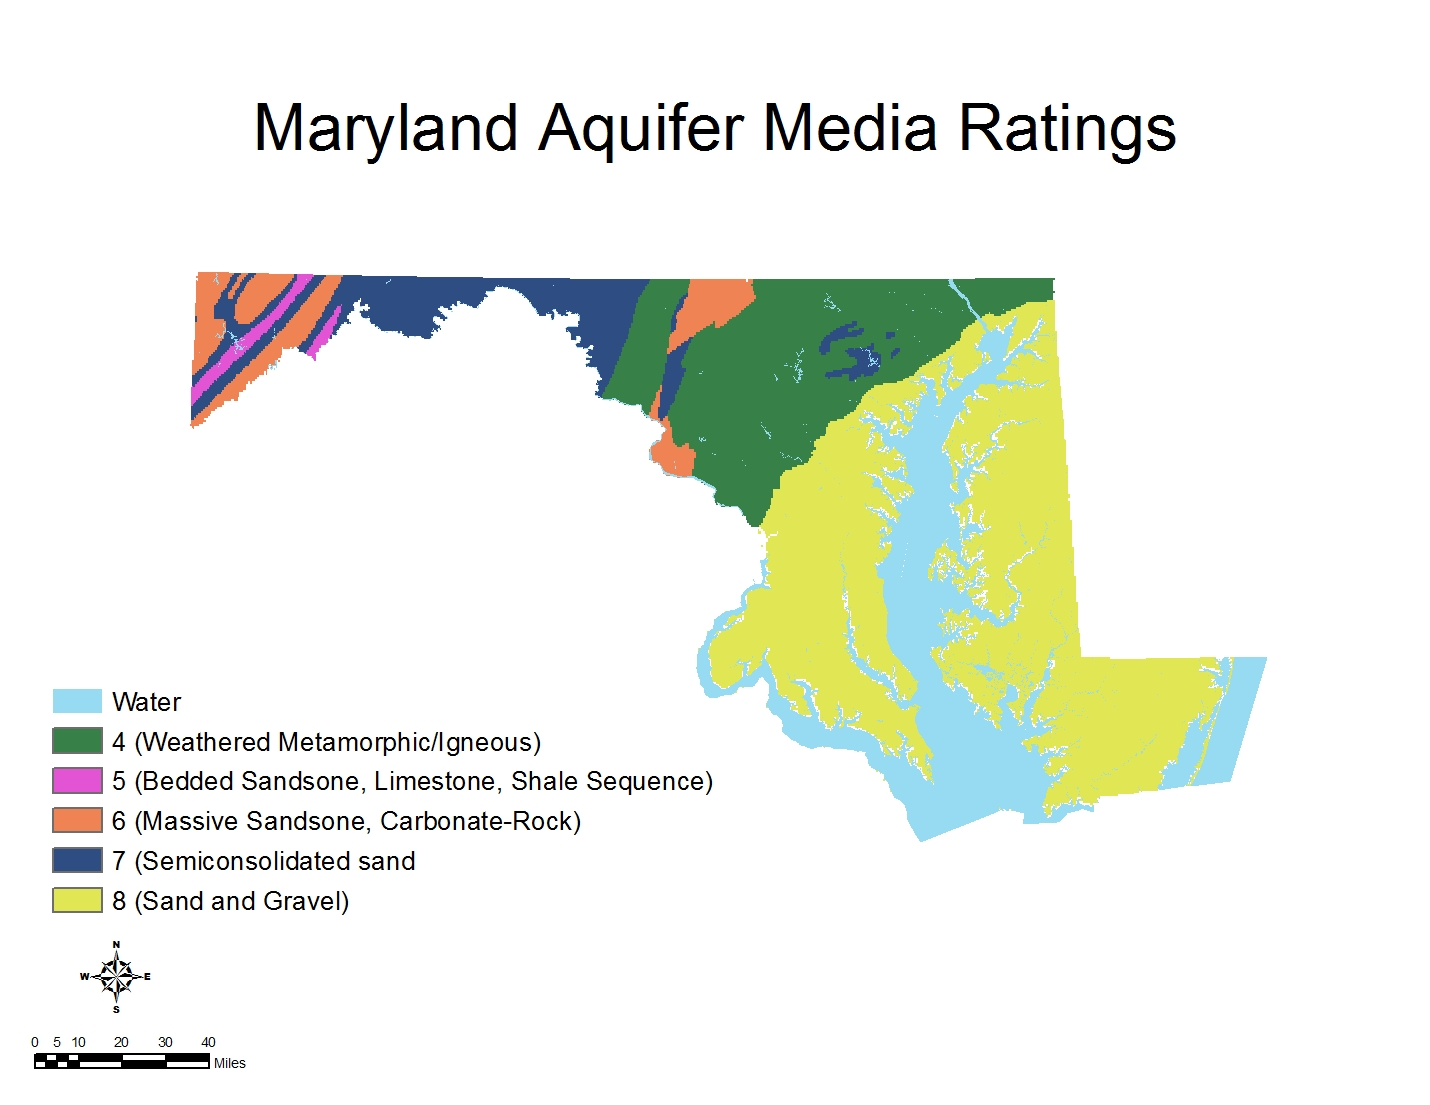 Maryland Aquifer Media Ratings
Water
4 (Weathered Metamorphic/Igneous)
5 (Bedded Sandsone, Limestone, Shale Sequence)
6 (Massive Sandsone, Carbonate-Rock)
7 (Semiconsolidated sand
8 (Sand and Gravel)
N
W E
S
0 5 10 20 30 40
Miles